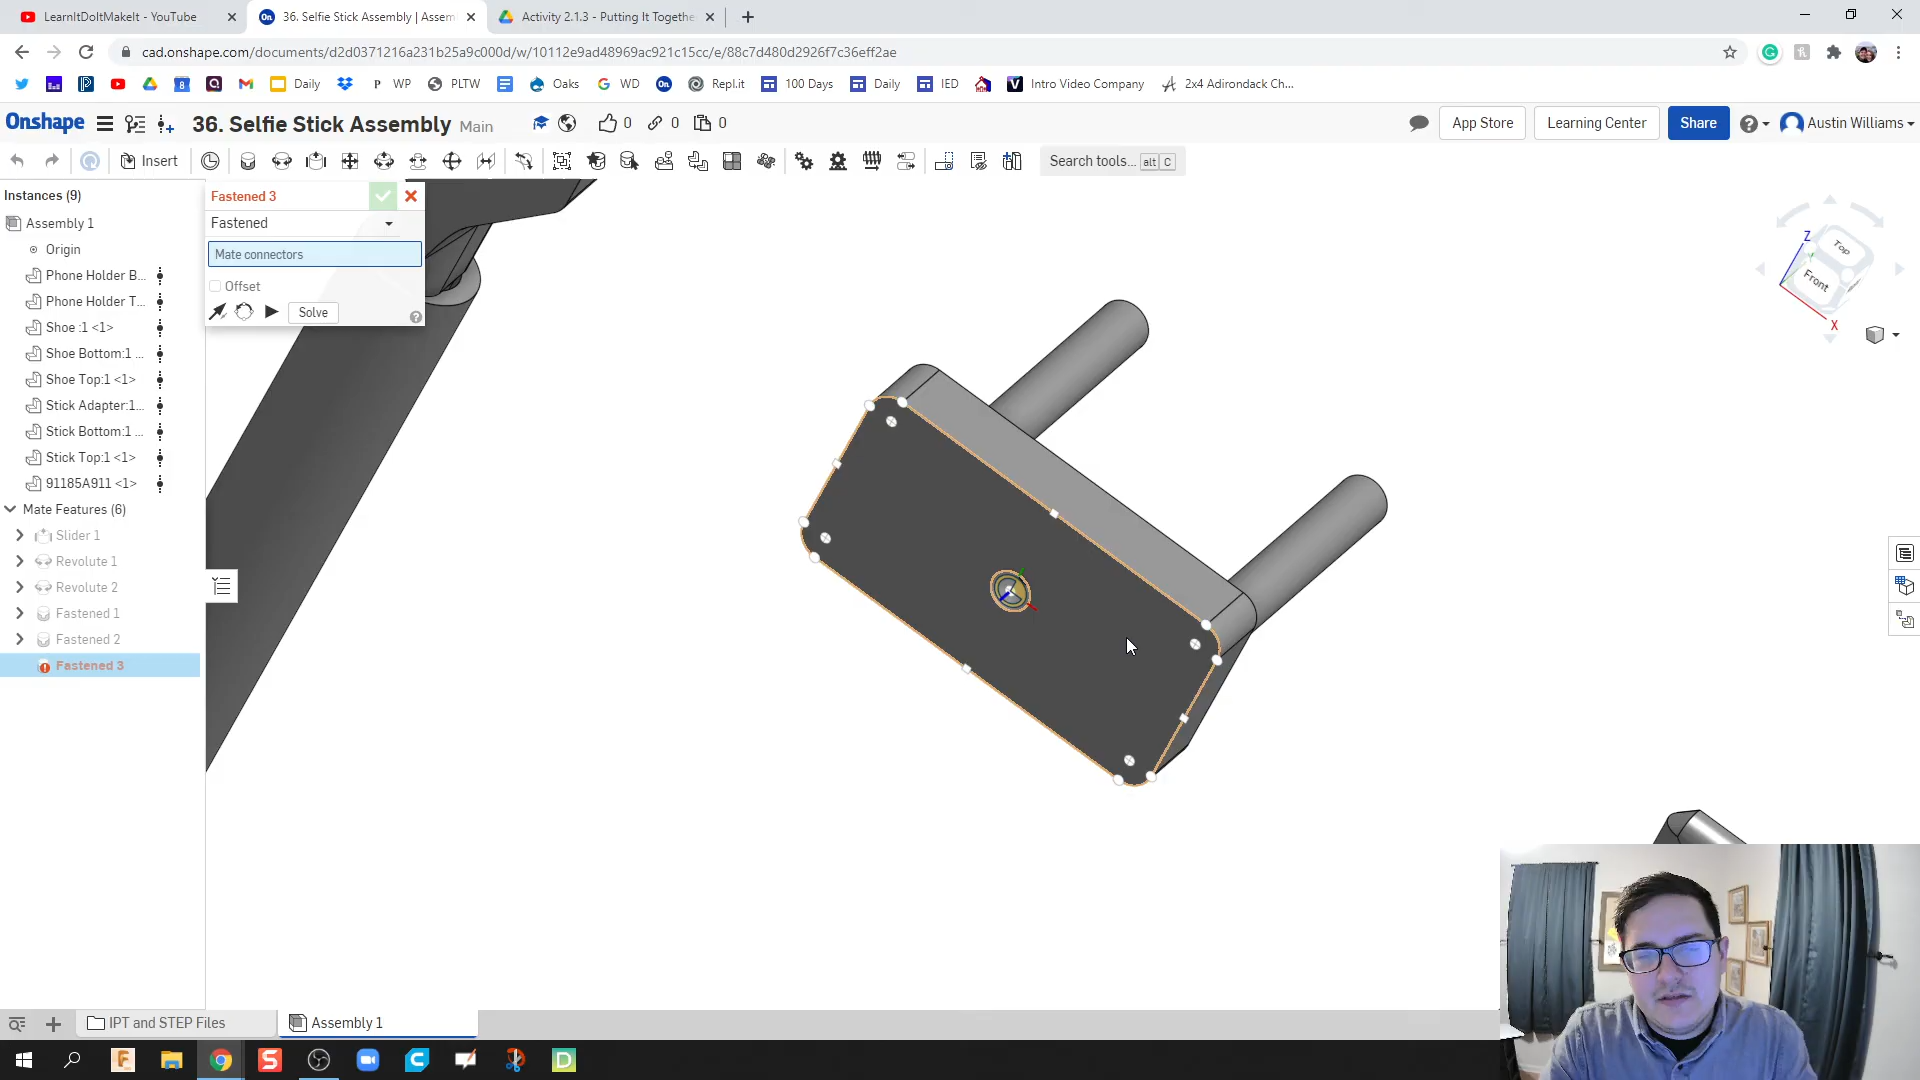 LearnItDoItMakeIt - YouTube
36. Selfie Stick Assembly | Assem
Activity 2.1.3 - Putting It Togethe
cad.onshape.com/documents/d2d0371216a231b25a9c000d/w/10112e9ad48969ac921c15cc/e/88c7d480d2926f7c36eff2ae
Daily
WP
PLTW
Oaks
WD
Repl.it
100 Days
Daily
IED
Intro Video Company
2x4 Adirondack Ch...
Onshape
36. Selfie Stick Assembly Main
0
0
0
App Store
Learning Center
Share
Austin Williams
Insert
Search tools... alt C
Instances (9)
Assembly 1
Origin
Phone Holder B...
Phone Holder T...
Shoe :1 <1>
Shoe Bottom:1 ...
Shoe Top:1 <1>
Stick Adapter:1...
Stick Bottom:1 ...
Stick Top:1 <1>
91185A911 <1>
Mate Features (6)
Slider 1
Revolute 1
Revolute 2
Fastened 1
Fastened 2
Fastened 3
Fastened 3
Fastened
Mate connectors
Offset
Solve
Z
Top
Y
Front
X
IPT and STEP Files
Assembly 1